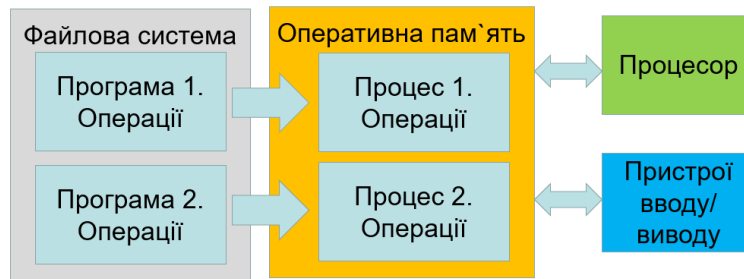 Файлова система
Програма 1.
Операції
Програма 2.
Операції
Оперативна пам`ять
Процес 1.
Операції
Процес 2.
Операції
Процесор
Пристрої
вводу/
виводу